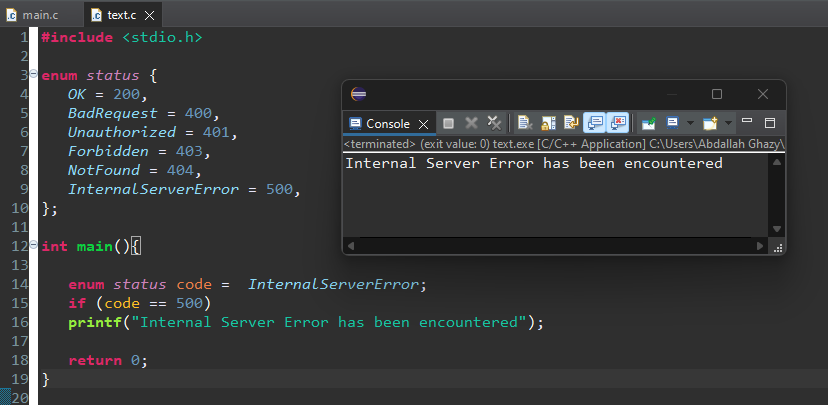 main.c
text.c
1 #include <stdio.h>
2
3 enum status {
4 OK = 200,
5 BadRequest = 400,
6 Unauthorized = 401,
7 Forbidden = 403,
8 NotFound = 404,
9 InternalServerError = 500,
10 };
11
12 int main(){
13
14 enum status code =  InternalServerError;
15 if (code == 500)
16 printf("Internal Server Error has been encountered");
17
18 return 0;
19 }
20
Console
<terminated> (exit value: 0) text.exe [C/C++ Application] C:\Users\Abdallah Ghazy\
Internal Server Error has been encountered